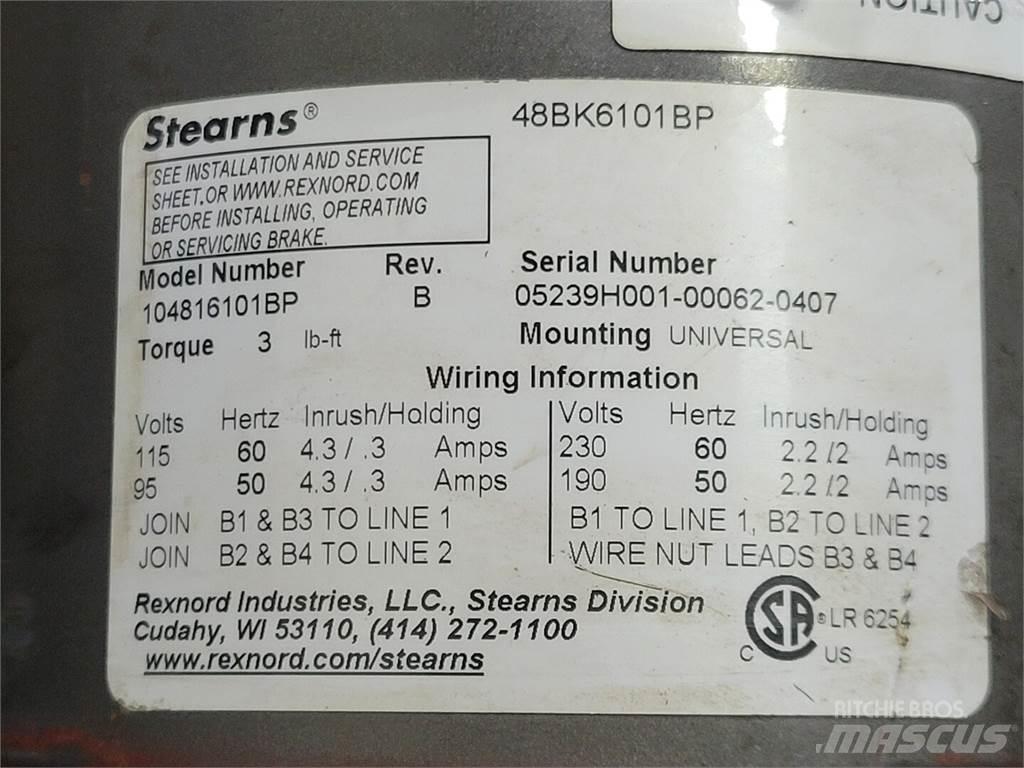 CAUTION
Stearns® 48BK6101BP
SEE INSTALLATION AND SERVICE
SHEET.OR WWW.REXNORD.COM
BEFORE INSTALLING, OPERATING
OR SERVICING BRAKE.
Model Number Rev. Serial Number
104816101BP B 05239H001-00062-0407
Torque 3 lb-ft Mounting UNIVERSAL
Wiring Information
Volts Hertz Inrush/Holding Volts Hertz Inrush/Holding
115 60 4.3 / .3 Amps 230 60 2.2 /2 Amps
95 50 4.3 / .3 Amps 190 50 2.2 /2 Amps
JOIN B1 & B3 TO LINE 1 B1 TO LINE 1, B2 TO LINE 2
JOIN B2 & B4 TO LINE 2 WIRE NUT LEADS B3 & B4
Rexnord Industries, LLC., Stearns Division
Cudahy, WI 53110, (414) 272-1100
www.rexnord.com/stearns
CSA ® LR 6254
C US
RITCHIE BROS.
MASCUS